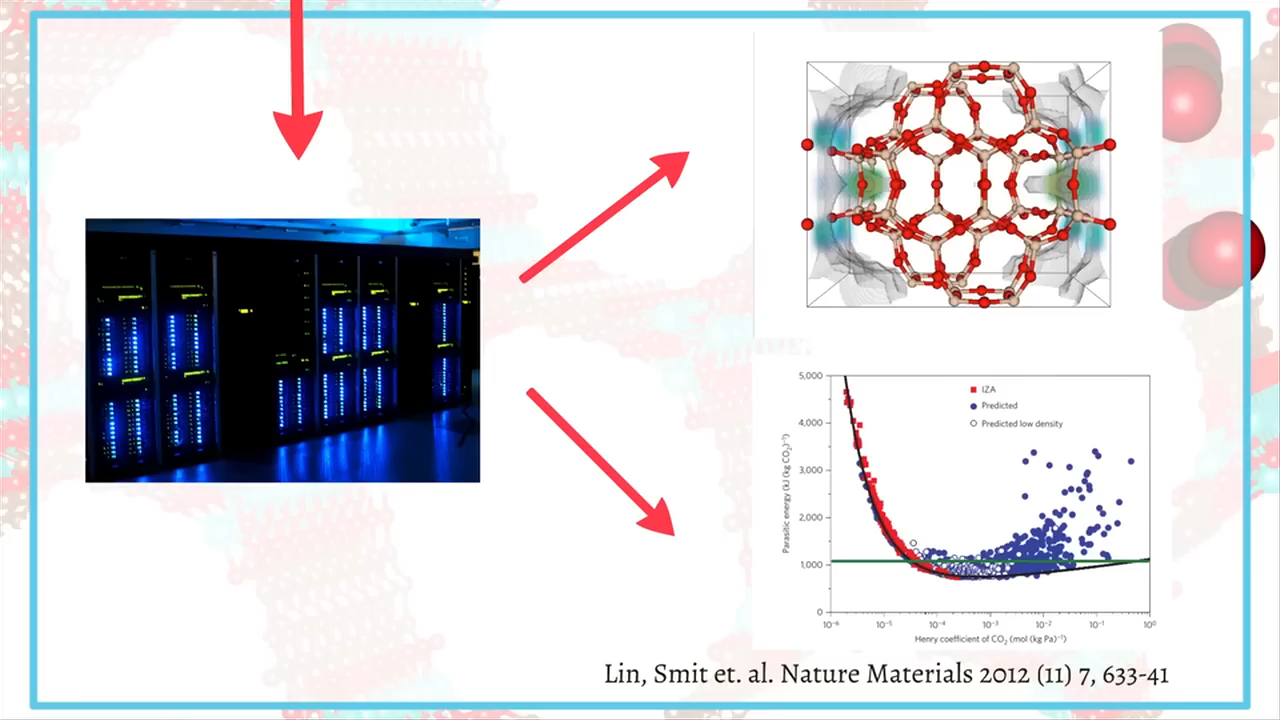 5,000
4,000
3,000
2,000
1,000
0
Parasitic energy (kJ (kg CO₂)⁻¹)
IZA
Predicted
Predicted low density
10⁻⁶ 10⁻⁵ 10⁻⁴ 10⁻³ 10⁻² 10⁻¹ 10⁰
Henry coefficient of CO₂ (mol (kg Pa)⁻¹)
Lin, Smit et. al. Nature Materials 2012 (11) 7, 633-41